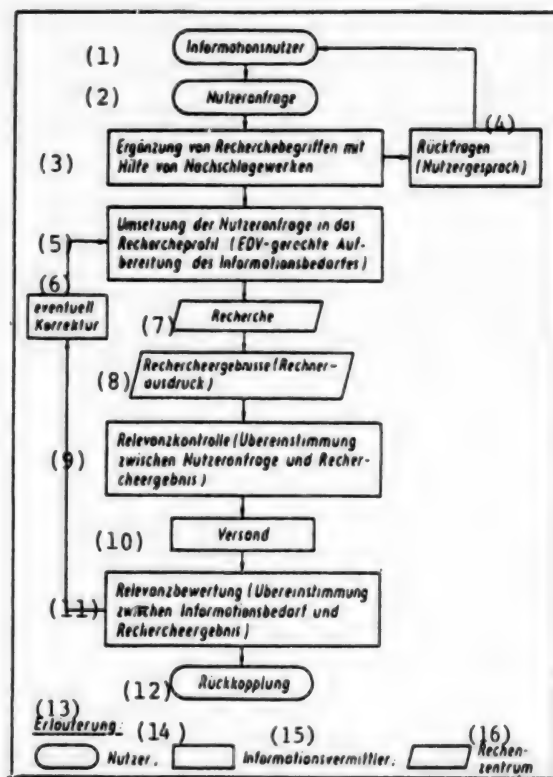 (1) Informationsnutzer
(2) Nutzeranfrage
(4)
(3) Ergänzung von Recherchebegriffen mit
Hilfe von Nachschlagewerken
Rückfragen
(Nutzergespräch)
Umsetzung der Nutzeranfrage in das
(5) Rechercheprofil (EDV-gerechte Auf-
bereitung des Informationsbedarfes)
(6)
eventuell
Korrektur
(7) Recherche
(8) Rechercheergebnisse (Rechner-
ausdruck)
Relevanzkontrolle (Übereinstimmung
(9) zwischen Nutzeranfrage und Recher-
cheergebnis)
(10) Versand
Relevanzbewertung (Übereinstimmung
(11) zwischen Informationsbedarf und
Rechercheergebnis)
(12) Rückkopplung
(13)
Erläuterung:
(14) (15) (16)
Nutzer, Informationsvermittler; Rechen-
zentrum